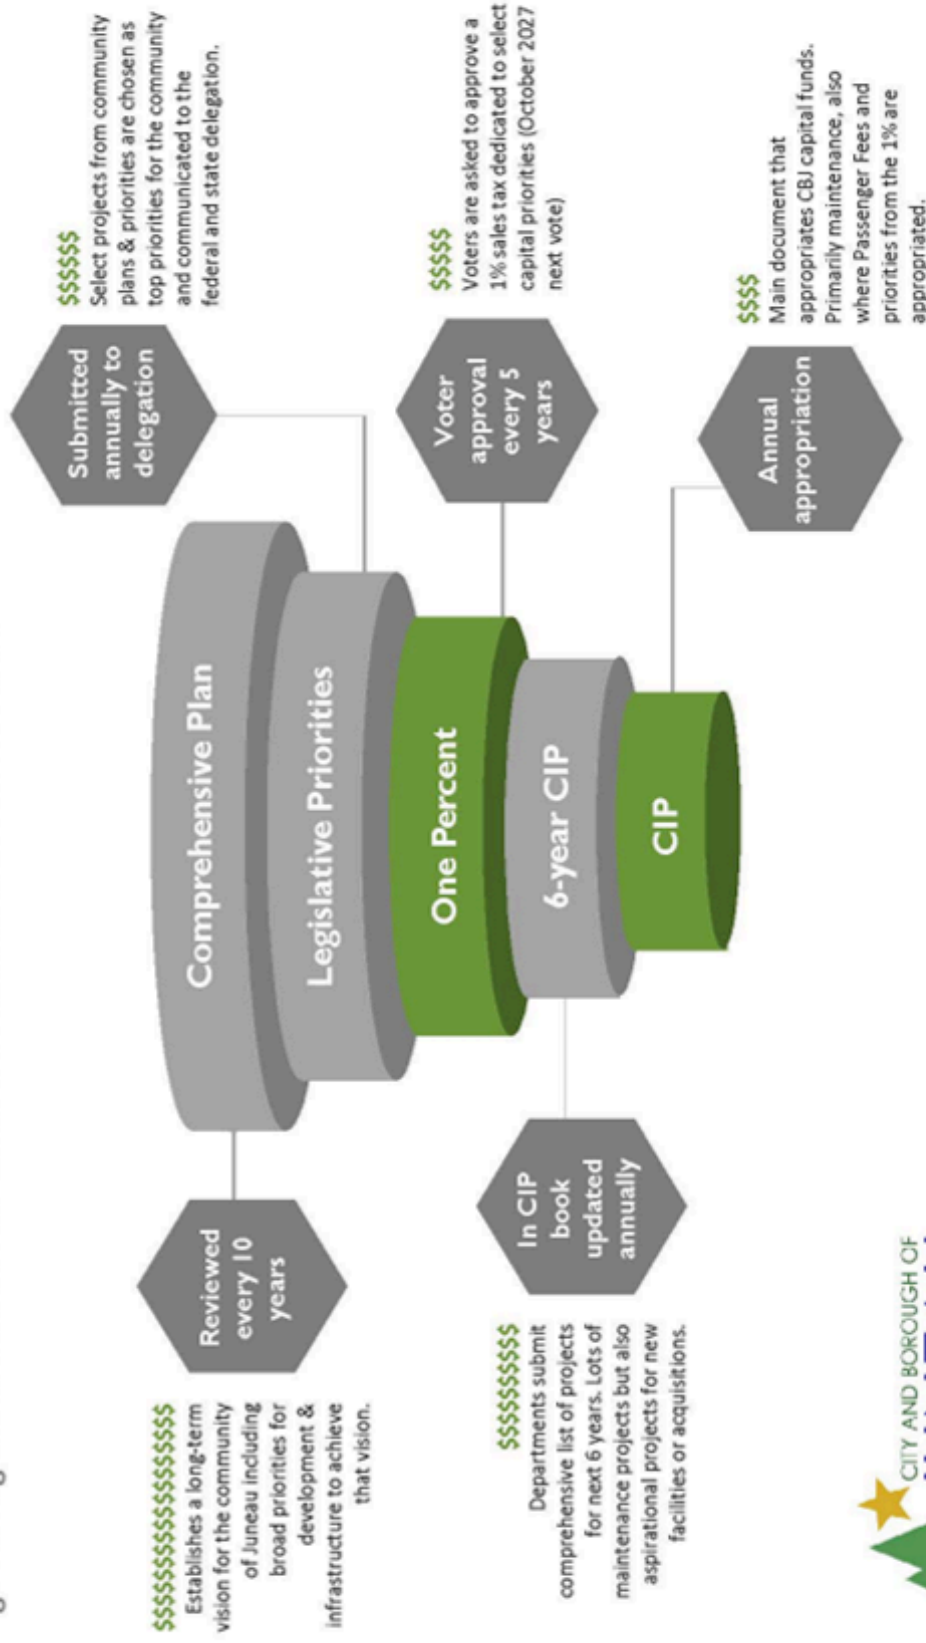 $$$$$$$$$$$$$$$$$$$
Establishes a long-term
vision for the community
of Juneau including
broad priorities for
development &
infrastructure to achieve
that vision.
Reviewed
every 10
years
Comprehensive Plan
Submitted
annually to
delegation
$$$$$$
Select projects from community
plans & priorities are chosen as
top priorities for the community
and communicated to the
federal and state delegation.
Legislative Priorities
One Percent
Voter
approval
every 5
years
$$$$$
Voters are asked to approve a
1% sales tax dedicated to select
capital priorities (October 2027
next vote)
$$$$$$$$$$
Departments submit
comprehensive list of projects
for next 6 years. Lots of
maintenance projects but also
aspirational projects for new
facilities or acquisitions.
In CIP
book
updated
annually
6-year CIP
CIP
Annual
appropriation
$$$$
Main document that
appropriates CBJ capital funds.
Primarily maintenance, also
where Passenger Fees and
priorities from the 1% are
appropriated.
CITY AND BOROUGH OF